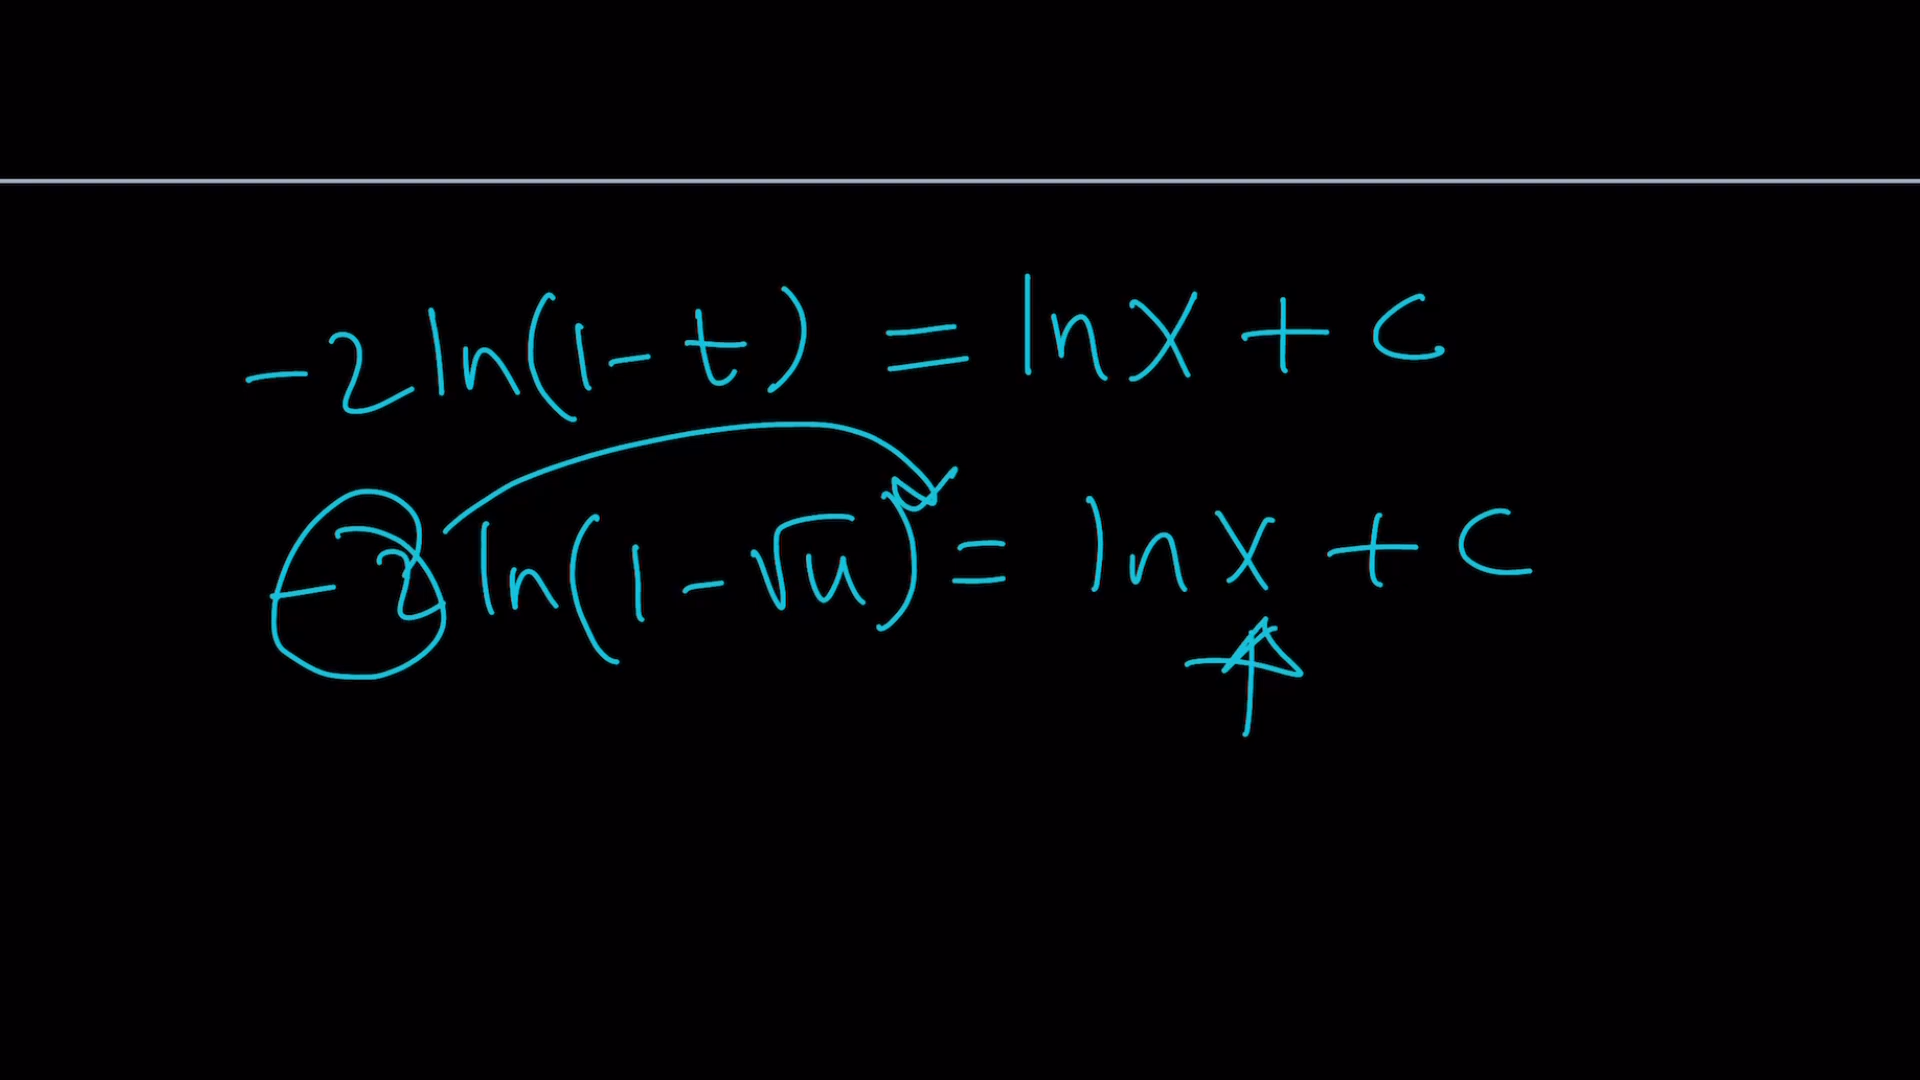 -2ln(1-t) = lnx + c
-2 ln(1-√u) = lnx + c